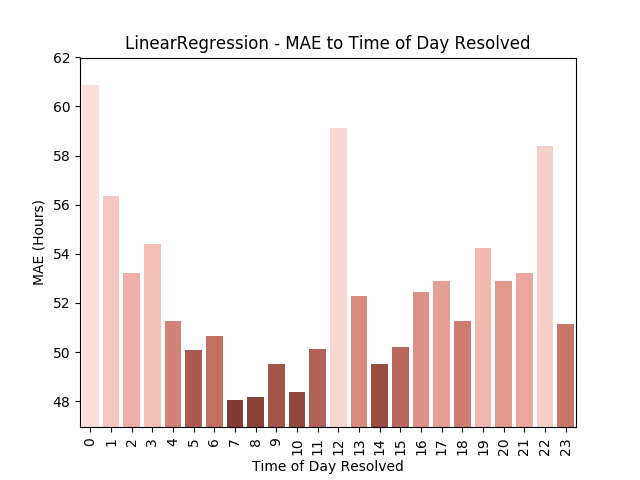 LinearRegression - MAE to Time of Day Resolved
62
60
58
56
54
52
50
48
MAE (Hours)
0 1 2 3 4 5 6 7 8 9 10 11 12 13 14 15 16 17 18 19 20 21 22 23
Time of Day Resolved